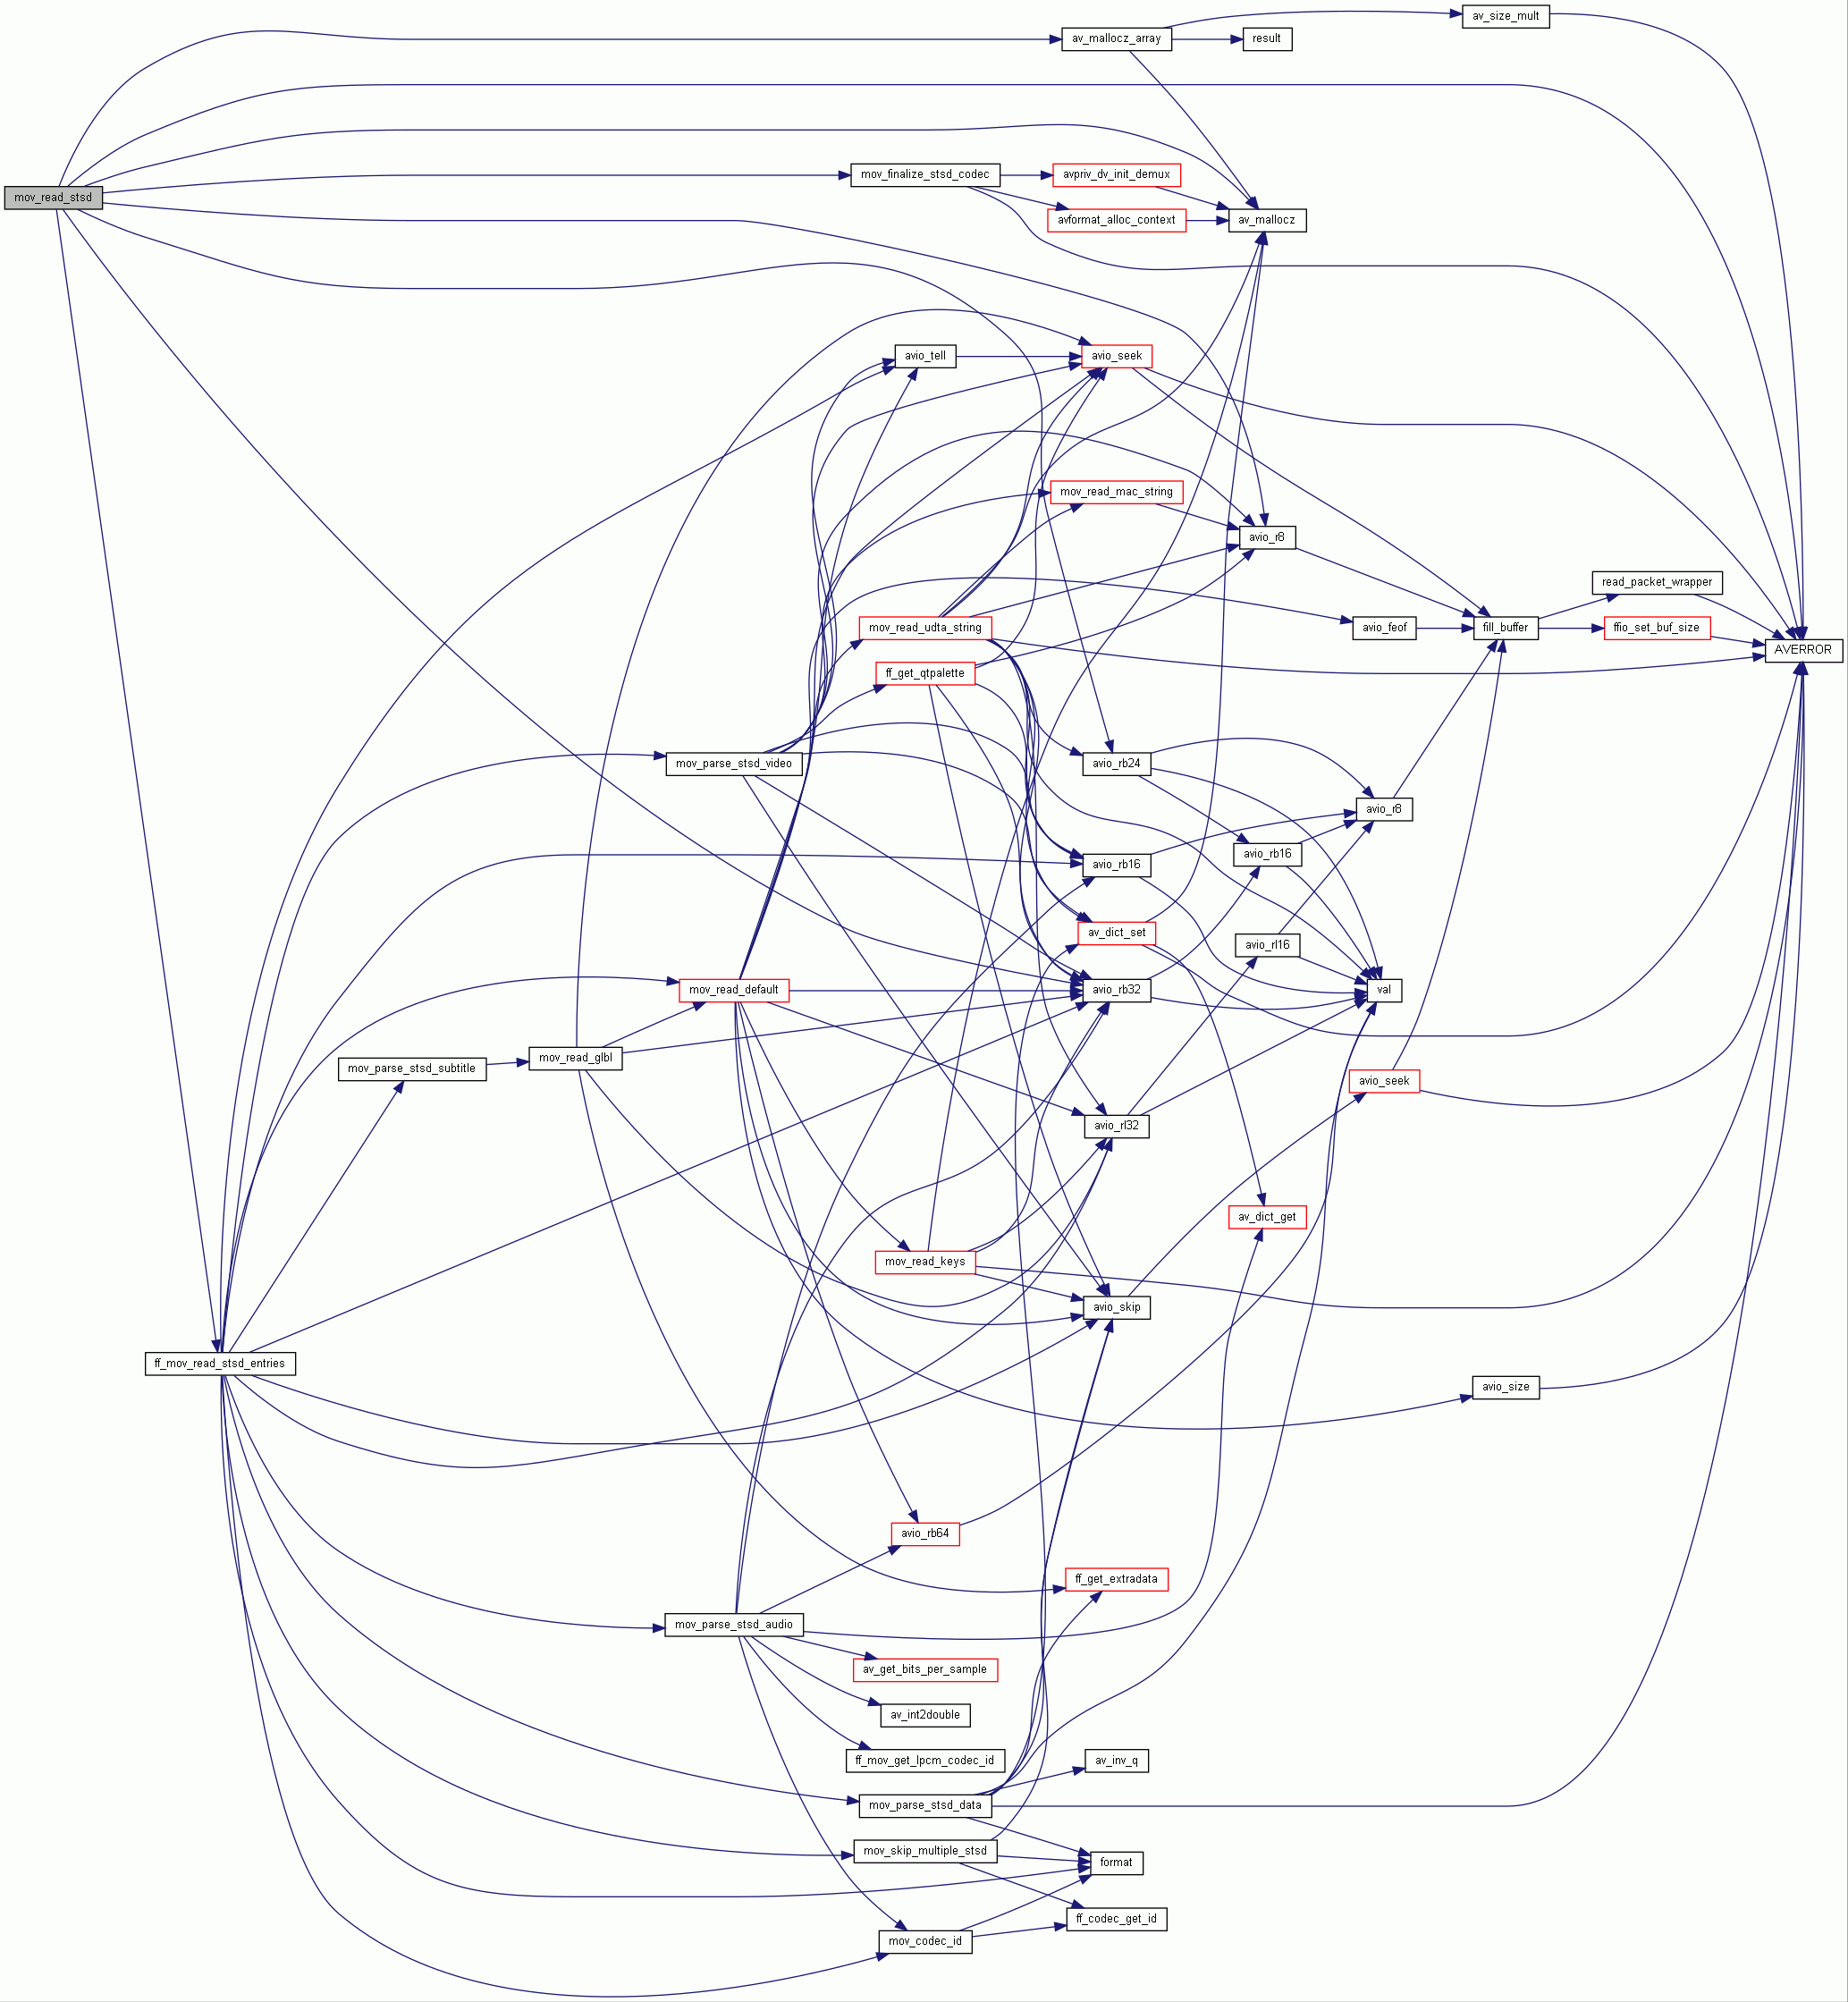 av_size_mult
av_mallocz_array
result
mov_finalize_stsd_codec
avpriv_dv_init_demux
mov_read_stsd
avformat_alloc_context
av_mallocz
avio_tell
avio_seek
mov_read_mac_string
avio_r8
read_packet_wrapper
mov_read_udta_string
avio_feof
fill_buffer
ffio_set_buf_size
AVERROR
ff_get_qtpalette
mov_parse_stsd_video
avio_rb24
avio_r8
avio_rb16
avio_rb16
av_dict_set
avio_rl16
mov_read_default
avio_rb32
val
mov_read_glbl
mov_parse_stsd_subtitle
avio_seek
avio_rl32
av_dict_get
mov_read_keys
avio_skip
ff_mov_read_stsd_entries
avio_size
avio_rb64
ff_get_extradata
mov_parse_stsd_audio
av_get_bits_per_sample
av_int2double
ff_mov_get_lpcm_codec_id
av_inv_q
mov_parse_stsd_data
mov_skip_multiple_stsd
format
ff_codec_get_id
mov_codec_id